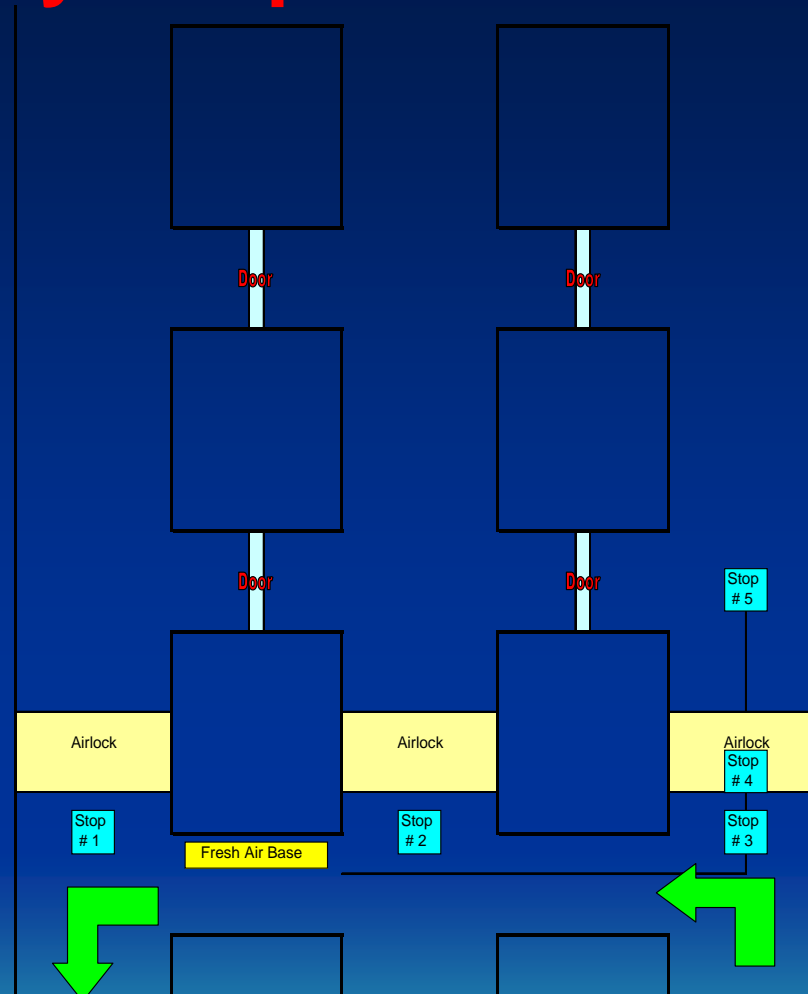 Door Door
Door Door
Stop
# 5
Airlock Airlock Airlock
Stop
# 4
Stop Stop Stop
# 1 # 2 # 3
Fresh Air Base